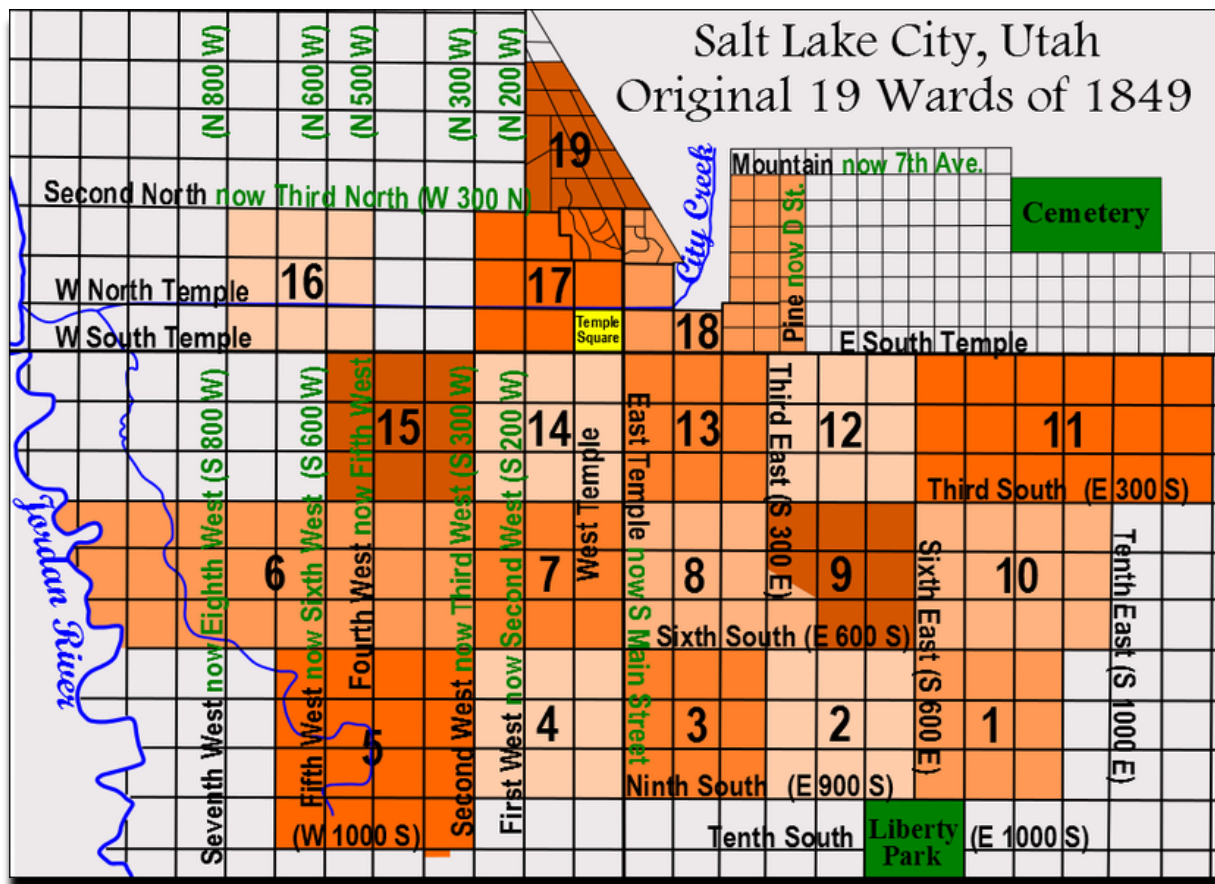 Salt Lake City, Utah
Original 19 Wards of 1849
(N 800 W)
(N 600 W)
(N 500 W)
(N 300 W)
(N 200 W)
19
City Creek
Mountain now 7th Ave.
Second North now Third North (W 300 N)
Pine now D St.
Cemetery
16
17
W North Temple
W South Temple
Temple
Square
18
E South Temple
15
14
13
12
11
Third South (E 300 S)
Jordan River
6
7
8
9
10
Sixth South (E 600 S)
Seventh West now Eighth West (S 800 W)
Fifth West now Sixth West (S 600 W)
Fourth West now Fifth West
Second West now Third West (S 300 W)
First West now Second West (S 200 W)
West Temple
East Temple now S Main Street
Third East (S 300 E)
Sixth East (S 600 E)
Tenth East (S 1000 E)
5
4
3
2
1
Ninth South (E 900 S)
(W 1000 S)
Tenth South (E 1000 S)
Liberty
Park